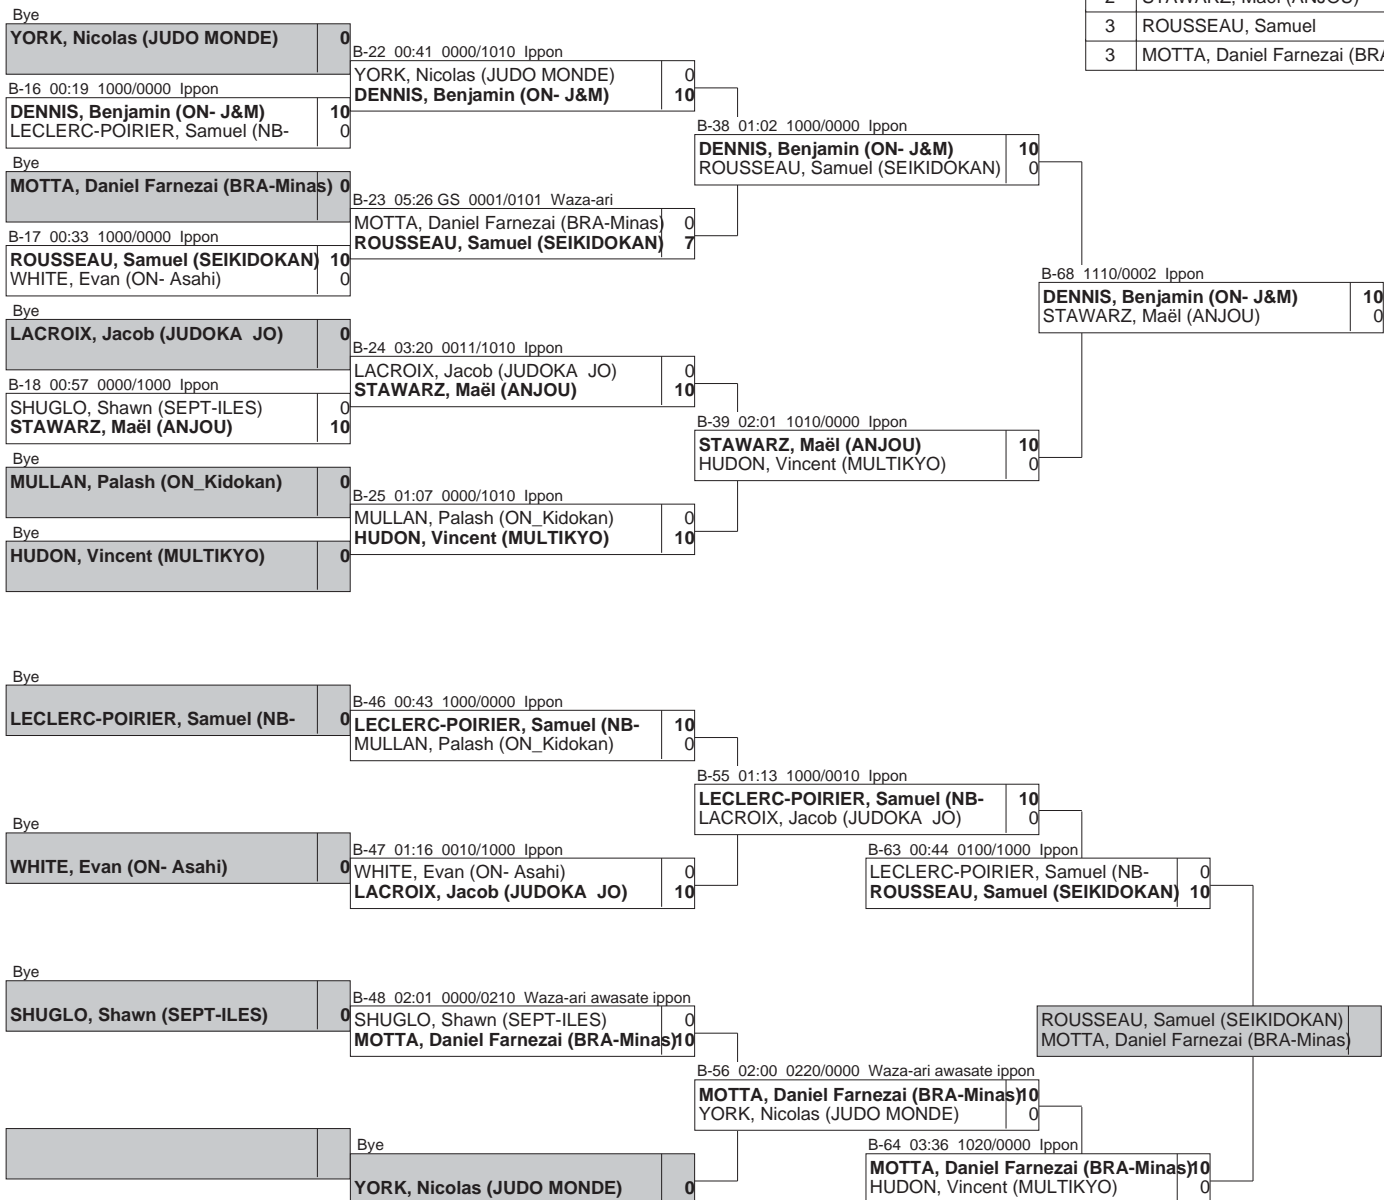 2 STAWARZ, Maël (ANJOU)
3 ROUSSEAU, Samuel
3 MOTTA, Daniel Farnezai (BRA
Bye
YORK, Nicolas (JUDO MONDE) 0
B-22 00:41 0000/1010 Ippon
YORK, Nicolas (JUDO MONDE) 0
DENNIS, Benjamin (ON- J&M) 10
B-16 00:19 1000/0000 Ippon
DENNIS, Benjamin (ON- J&M) 10
LECLERC-POIRIER, Samuel (NB- 0
B-38 01:02 1000/0000 Ippon
DENNIS, Benjamin (ON- J&M) 10
ROUSSEAU, Samuel (SEIKIDOKAN) 0
Bye
MOTTA, Daniel Farnezai (BRA-Minas) 0
B-23 05:26 GS 0001/0101 Waza-ari
MOTTA, Daniel Farnezai (BRA-Minas) 0
ROUSSEAU, Samuel (SEIKIDOKAN) 7
B-17 00:33 1000/0000 Ippon
ROUSSEAU, Samuel (SEIKIDOKAN) 10
WHITE, Evan (ON- Asahi) 0
B-68 1110/0002 Ippon
DENNIS, Benjamin (ON- J&M) 10
STAWARZ, Maël (ANJOU) 0
Bye
LACROIX, Jacob (JUDOKA JO) 0
B-24 03:20 0011/1010 Ippon
LACROIX, Jacob (JUDOKA JO) 0
STAWARZ, Maël (ANJOU) 10
B-18 00:57 0000/1000 Ippon
SHUGLO, Shawn (SEPT-ILES) 0
STAWARZ, Maël (ANJOU) 10
B-39 02:01 1010/0000 Ippon
STAWARZ, Maël (ANJOU) 10
HUDON, Vincent (MULTIKYO) 0
Bye
MULLAN, Palash (ON_Kidokan) 0
B-25 01:07 0000/1010 Ippon
MULLAN, Palash (ON_Kidokan) 0
HUDON, Vincent (MULTIKYO) 10
Bye
HUDON, Vincent (MULTIKYO) 0
Bye
LECLERC-POIRIER, Samuel (NB- 0
B-46 00:43 1000/0000 Ippon
LECLERC-POIRIER, Samuel (NB- 10
MULLAN, Palash (ON_Kidokan) 0
B-55 01:13 1000/0010 Ippon
LECLERC-POIRIER, Samuel (NB- 10
LACROIX, Jacob (JUDOKA JO) 0
Bye
WHITE, Evan (ON- Asahi) 0
B-47 01:16 0010/1000 Ippon
WHITE, Evan (ON- Asahi) 0
LACROIX, Jacob (JUDOKA JO) 10
B-63 00:44 0100/1000 Ippon
LECLERC-POIRIER, Samuel (NB- 0
ROUSSEAU, Samuel (SEIKIDOKAN) 10
Bye
SHUGLO, Shawn (SEPT-ILES) 0
B-48 02:01 0000/0210 Waza-ari awasate ippon
SHUGLO, Shawn (SEPT-ILES) 0
MOTTA, Daniel Farnezai (BRA-Minas) 10
ROUSSEAU, Samuel (SEIKIDOKAN)
MOTTA, Daniel Farnezai (BRA-Minas)
B-56 02:00 0220/0000 Waza-ari awasate ippon
MOTTA, Daniel Farnezai (BRA-Minas) 10
YORK, Nicolas (JUDO MONDE) 0
Bye
YORK, Nicolas (JUDO MONDE) 0
B-64 03:36 1020/0000 Ippon
MOTTA, Daniel Farnezai (BRA-Minas) 10
HUDON, Vincent (MULTIKYO) 0